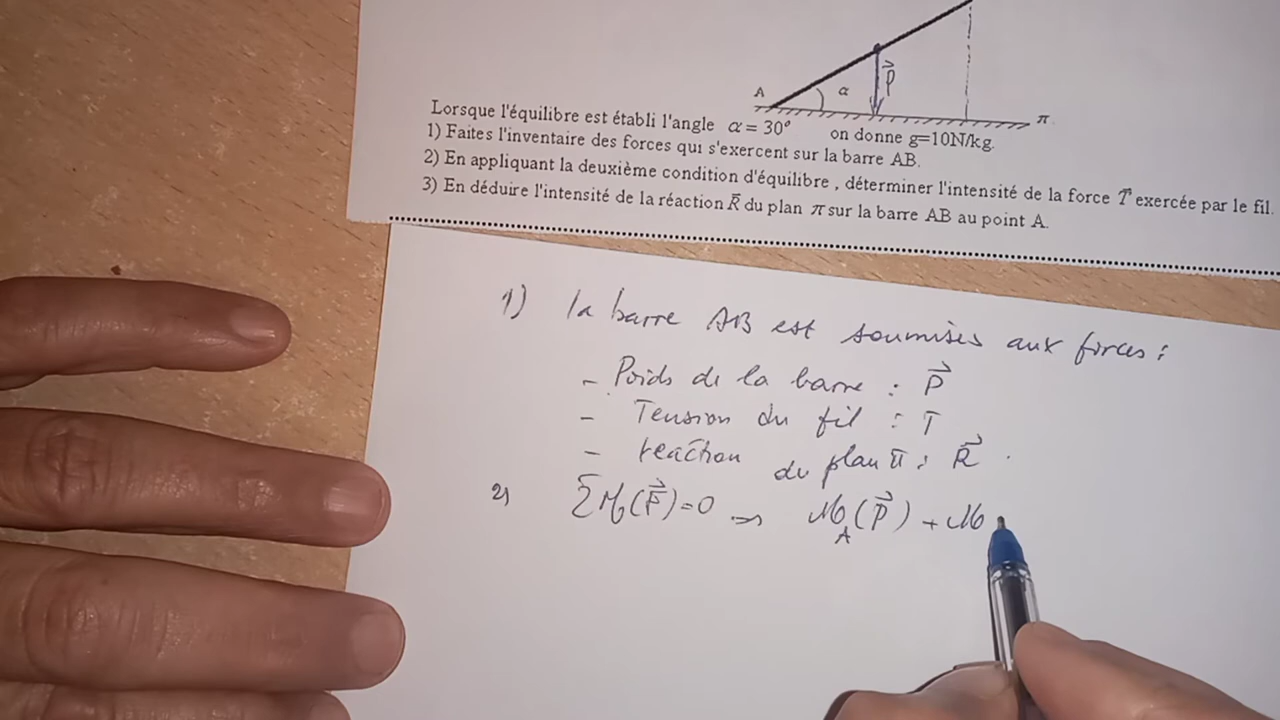 P
A
α
π
Lorsque l'équilibre est établi l'angle α = 30° on donne g=10N/kg.
1) Faites l'inventaire des forces qui s'exercent sur la barre AB.
2) En appliquant la deuxième condition d'équilibre , déterminer l'intensité de la force T exercée par le fil.
3) En déduire l'intensité de la réaction R⃗ du plan π sur la barre AB au point A.
1) la barre AB est soumises aux forces :
- Poids de la barre : P⃗
- Tension du fil : T
- reaction du plan π : R⃗ .
2) ΣM(F⃗)=0 => M_A(P⃗) + M